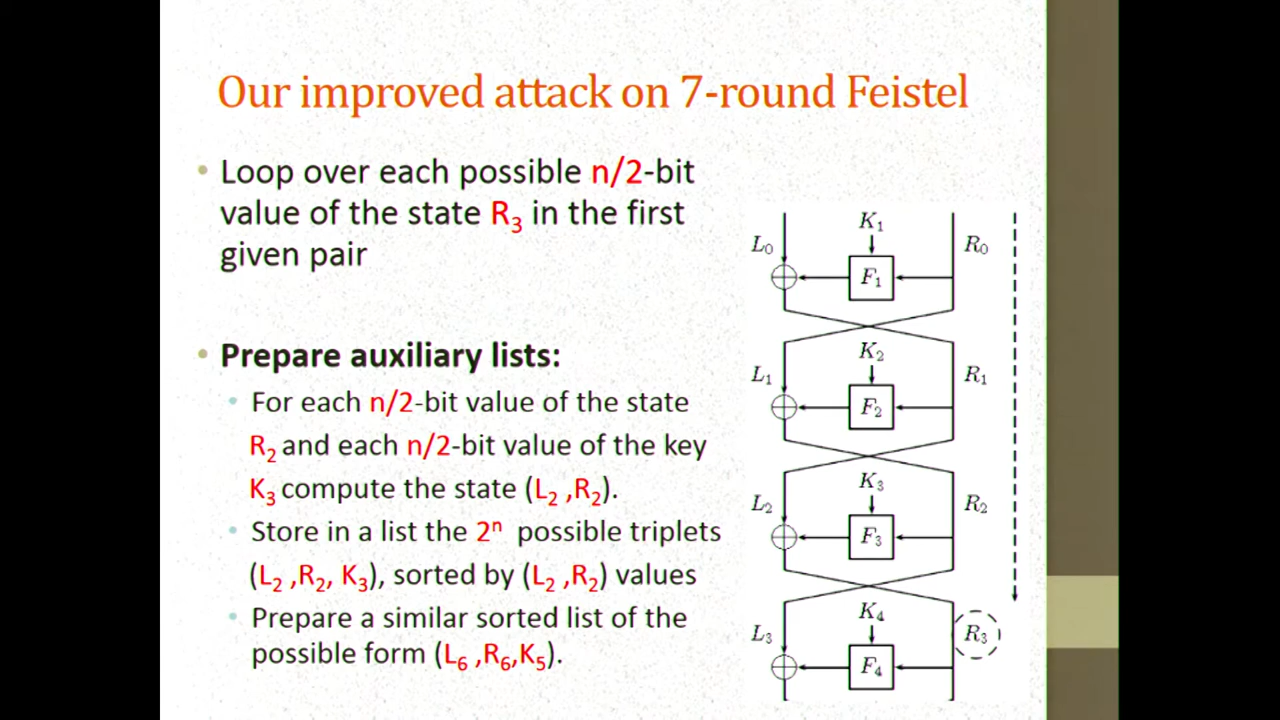 Our improved attack on 7-round Feistel
• Loop over each possible n/2-bit
value of the state R₃ in the first
given pair
• Prepare auxiliary lists:
• For each n/2-bit value of the state
R₂ and each n/2-bit value of the key
K₃ compute the state (L₂ ,R₂).
• Store in a list the 2ⁿ possible triplets
(L₂ ,R₂, K₃), sorted by (L₂ ,R₂) values
• Prepare a similar sorted list of the
possible form (L₆ ,R₆,K₅).
K₁
L₀ R₀
F₁
K₂
L₁ R₁
F₂
K₃
L₂ R₂
F₃
K₄
L₃ R₃
F₄